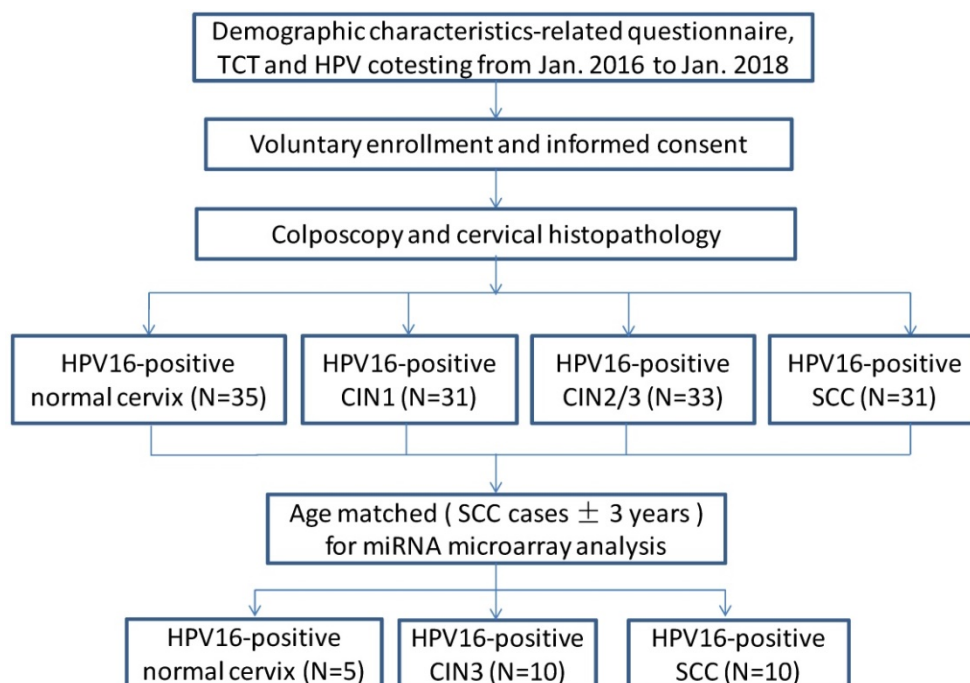 Demographic characteristics-related questionnaire,
TCT and HPV cotesting from Jan. 2016 to Jan. 2018
Voluntary enrollment and informed consent
Colposcopy and cervical histopathology
HPV16-positive
normal cervix (N=35)
HPV16-positive
CIN1 (N=31)
HPV16-positive
CIN2/3 (N=33)
HPV16-positive
SCC (N=31)
Age matched ( SCC cases ± 3 years )
for miRNA microarray analysis
HPV16-positive
normal cervix (N=5)
HPV16-positive
CIN3 (N=10)
HPV16-positive
SCC (N=10)